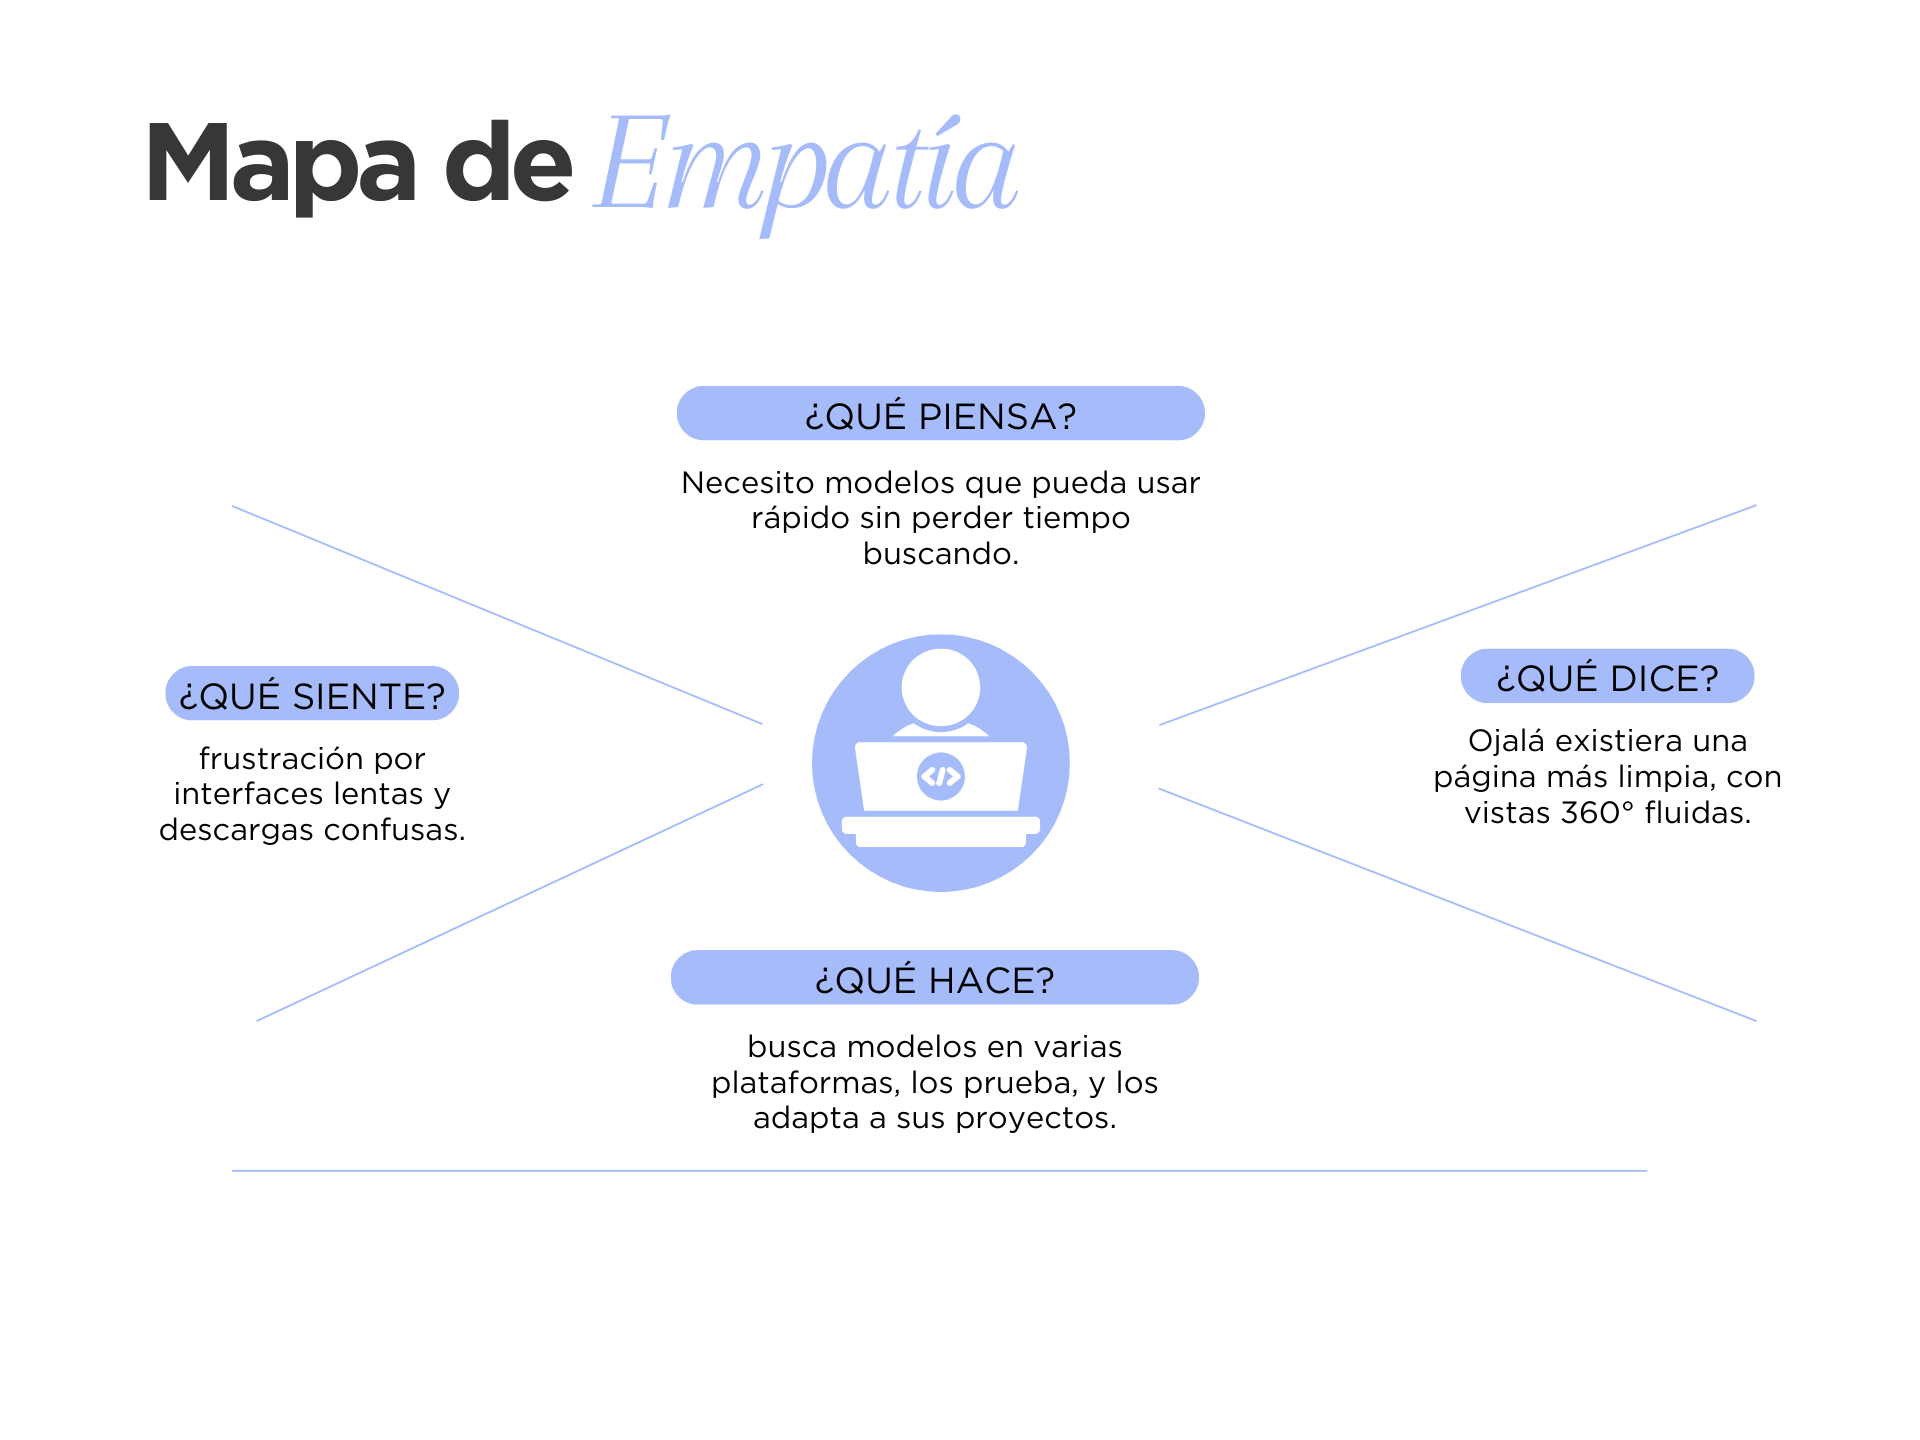 Mapa de Empatía
¿QUÉ PIENSA?
Necesito modelos que pueda usar
rápido sin perder tiempo
buscando.
¿QUÉ SIENTE?
frustración por
interfaces lentas y
descargas confusas.
¿QUÉ DICE?
Ojalá existiera una
página más limpia, con
vistas 360° fluidas.
</>
¿QUÉ HACE?
busca modelos en varias
plataformas, los prueba, y los
adapta a sus proyectos.